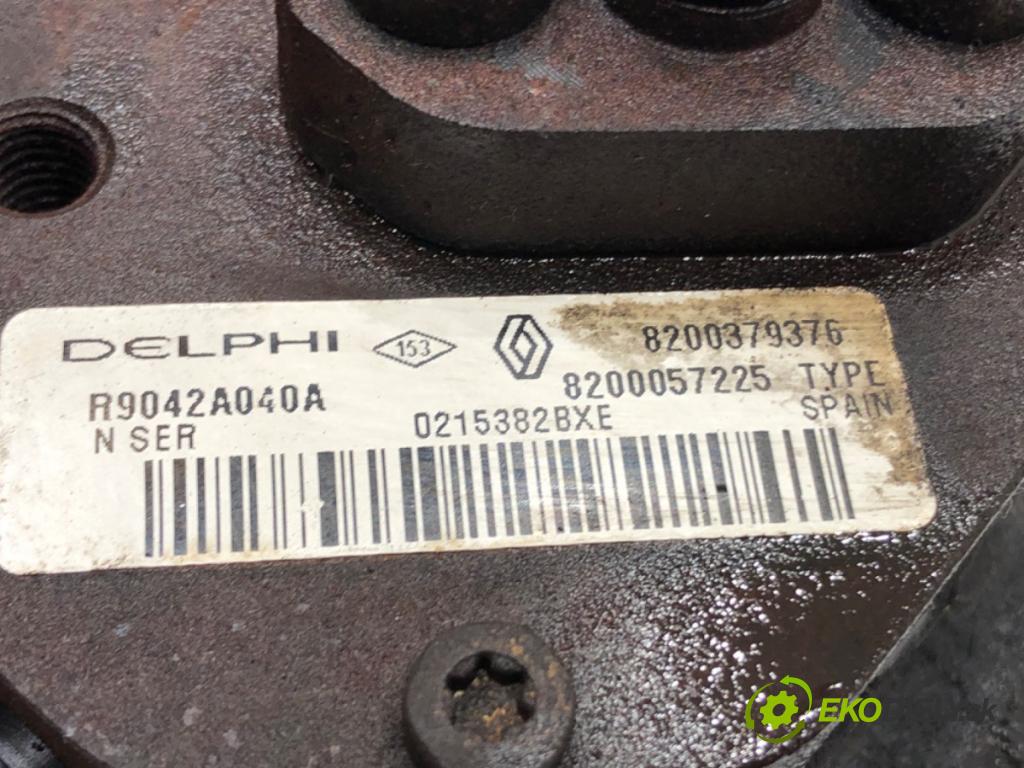 DELPHI 153 8200379376
R9042A040A 8200057225 TYPE
N SER 0215382BXE SPAIN
EKO